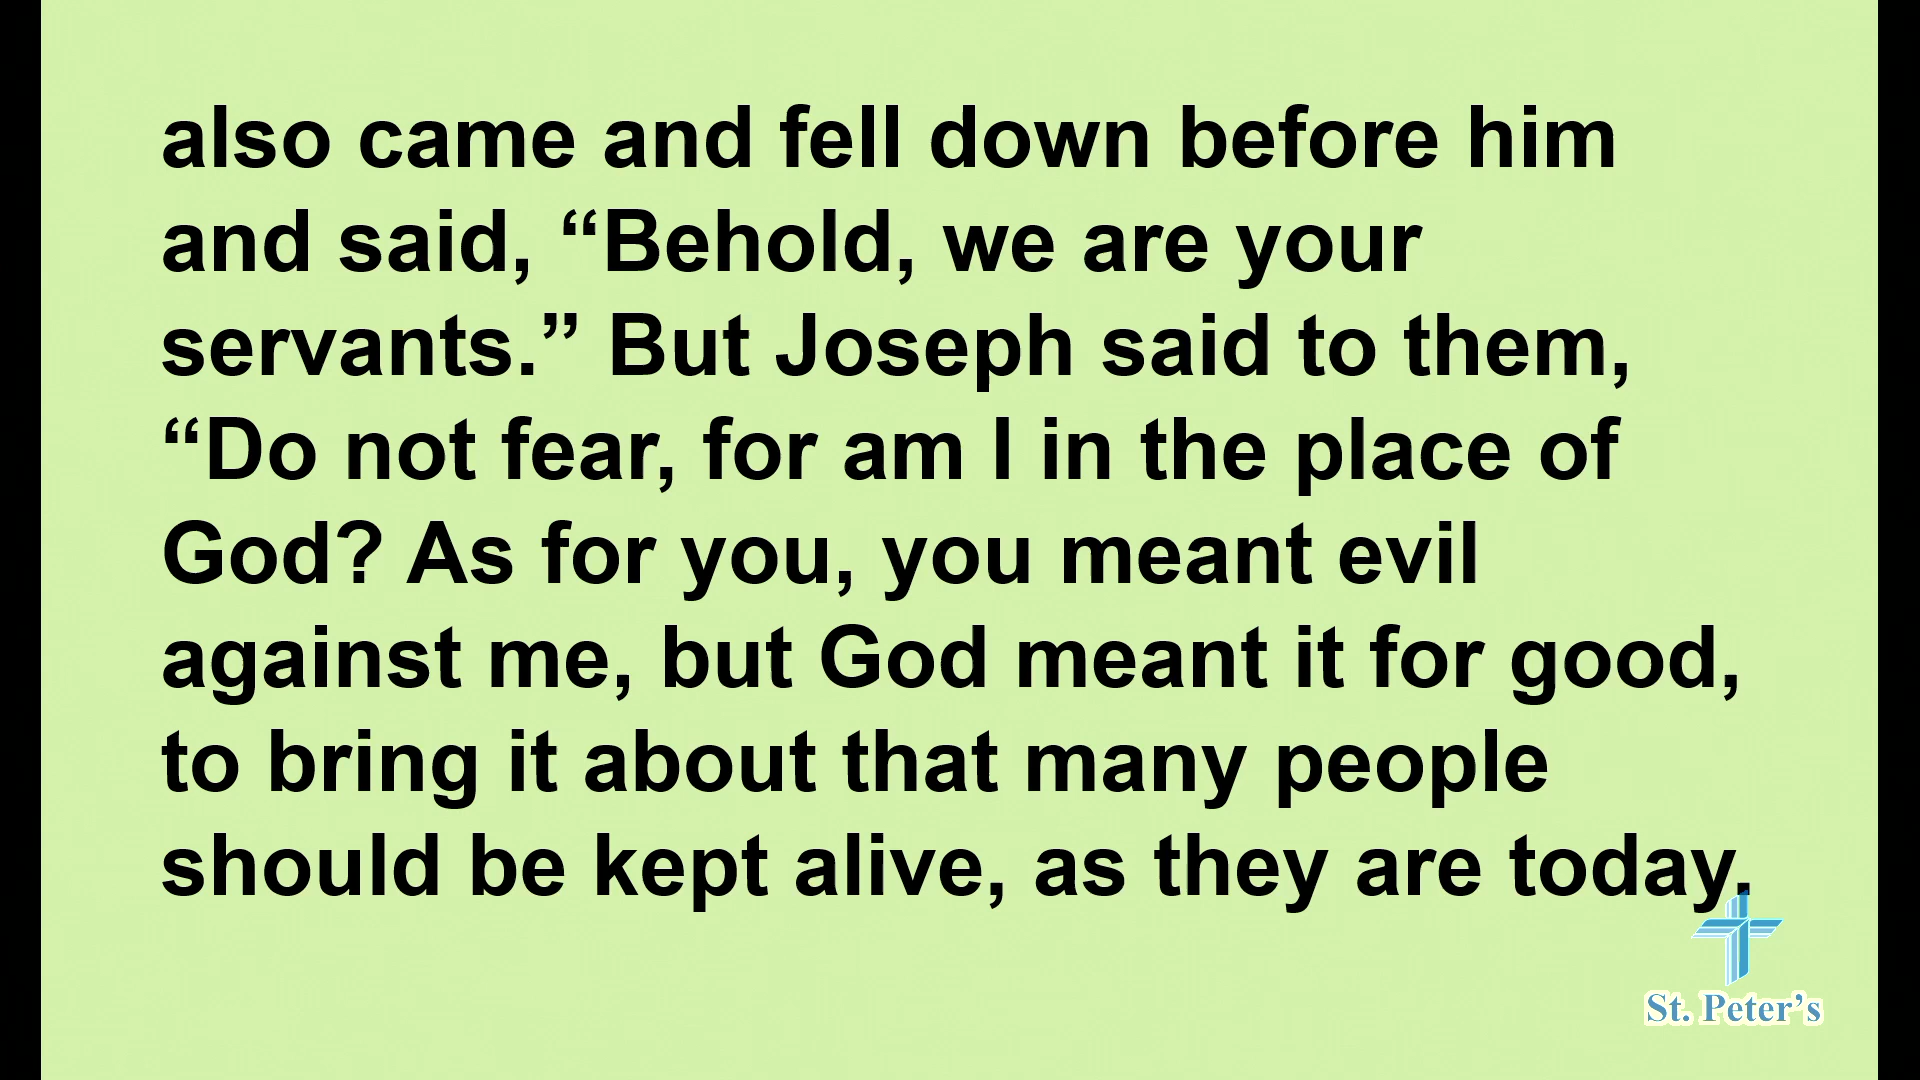 also came and fell down before him
and said, “Behold, we are your
servants.” But Joseph said to them,
“Do not fear, for am I in the place of
God? As for you, you meant evil
against me, but God meant it for good,
to bring it about that many people
should be kept alive, as they are today.
St. Peter’s